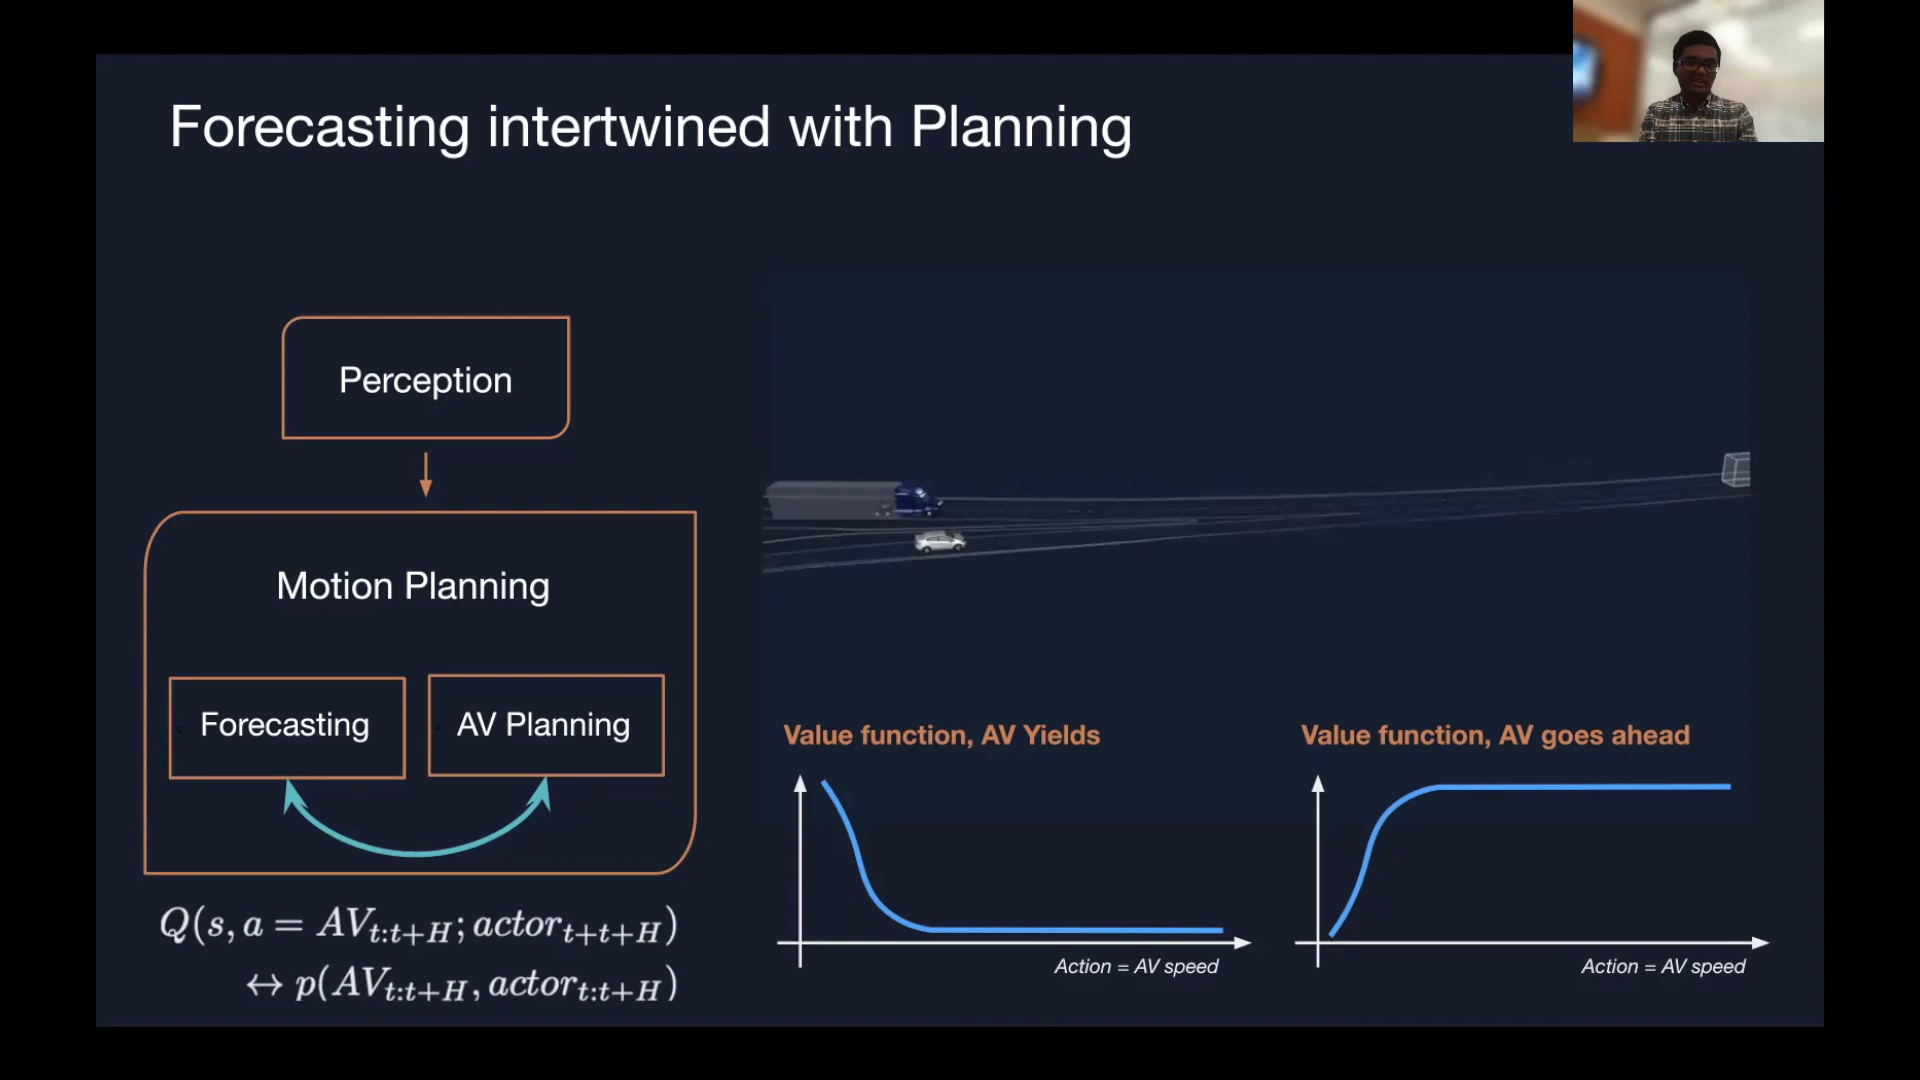 Forecasting intertwined with Planning
Perception
Motion Planning
Forecasting
AV Planning
Q(s, a = AV_{t:t+H}; actor_{t+t+H})
↔ p(AV_{t:t+H}, actor_{t:t+H})
Value function, AV Yields
Action = AV speed
Value function, AV goes ahead
Action = AV speed